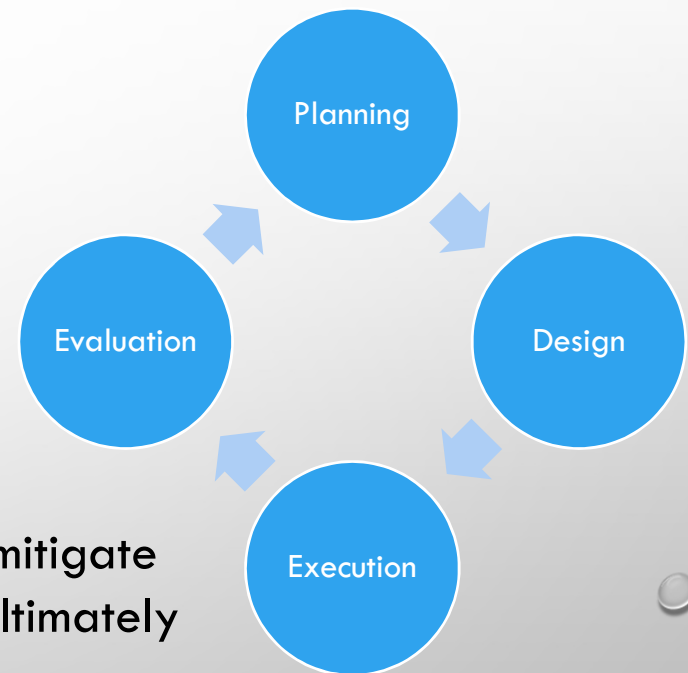 Planning
Evaluation
Design
Execution
mitigate
ltimately